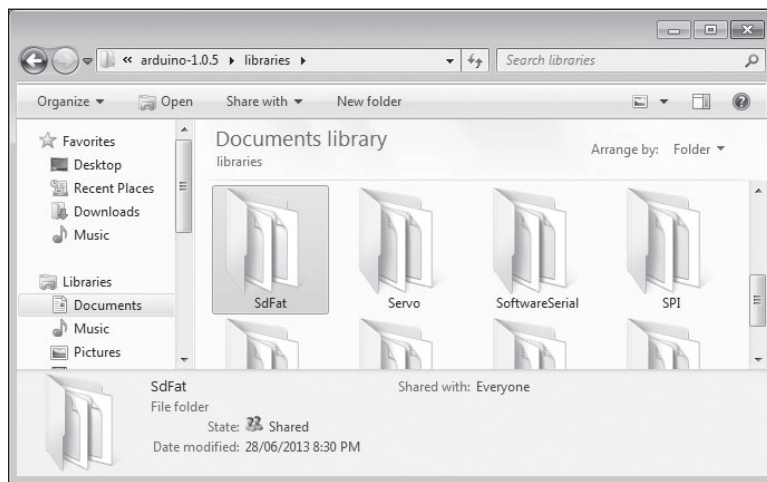 « arduino-1.0.5 ▸ libraries ▸
Search libraries
Organize ▾ Open Share with ▾ New folder
Favorites
Desktop
Recent Places
Downloads
Music
Libraries
Documents
Music
Pictures
Documents library
libraries
Arrange by: Folder ▾
SdFat
Servo
SoftwareSerial
SPI
SdFat
File folder
State: Shared
Date modified: 28/06/2013 8:30 PM
Shared with: Everyone